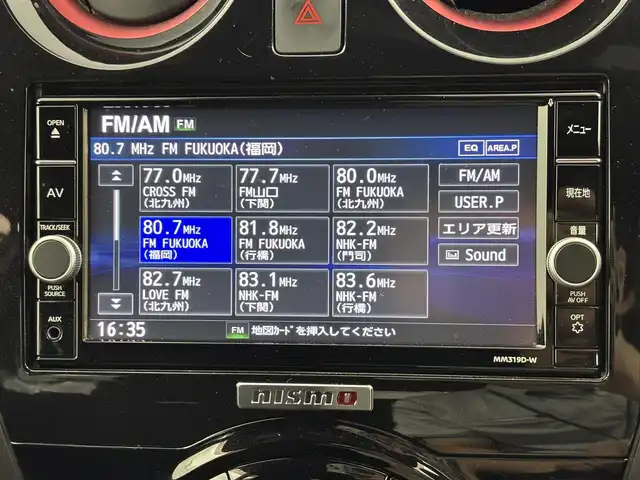 OPEN
AV
TRACK/SEEK
PUSH
SOURCE
AUX
FM/AM FM
80.7 MHz FM FUKUOKA(福岡) EQ AREA.P
77.0MHz
CROSS FM
(北九州)
77.7MHz
FM山口
(下関)
80.0MHz
FM FUKUOKA
(北九州)
80.7MHz
FM FUKUOKA
(福岡)
81.8MHz
FM FUKUOKA
(行橋)
82.2MHz
NHK-FM
(門司)
82.7MHz
LOVE FM
(北九州)
83.1MHz
NHK-FM
(下関)
83.6MHz
NHK-FM
(行橋)
FM/AM
USER.P
エリア更新
Sound
16:35 FM 地図カードを挿入してください
メニュー
現在地
音量
PUSH
AV OFF
OPT
MM319D-W
nismo